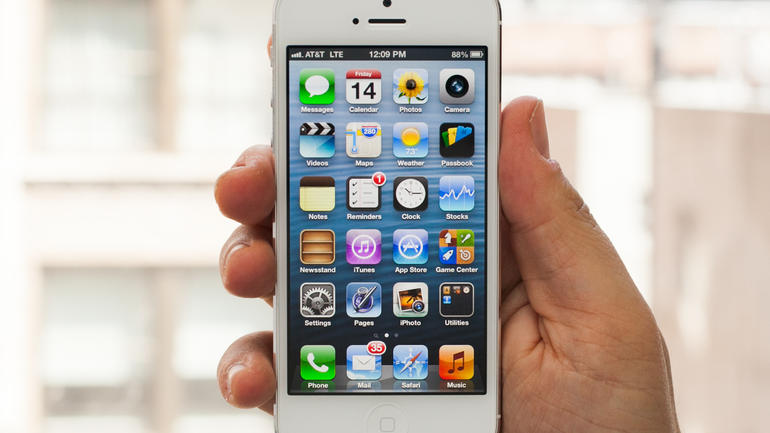 AT&T LTE 12:09 PM 88%
Friday
14
Messages Calendar Photos Camera
280
73°
Videos Maps Weather Passbook
1
Notes Reminders Clock Stocks
Newsstand iTunes App Store Game Center
Settings Pages iPhoto Utilities
35
Phone Mail Safari Music